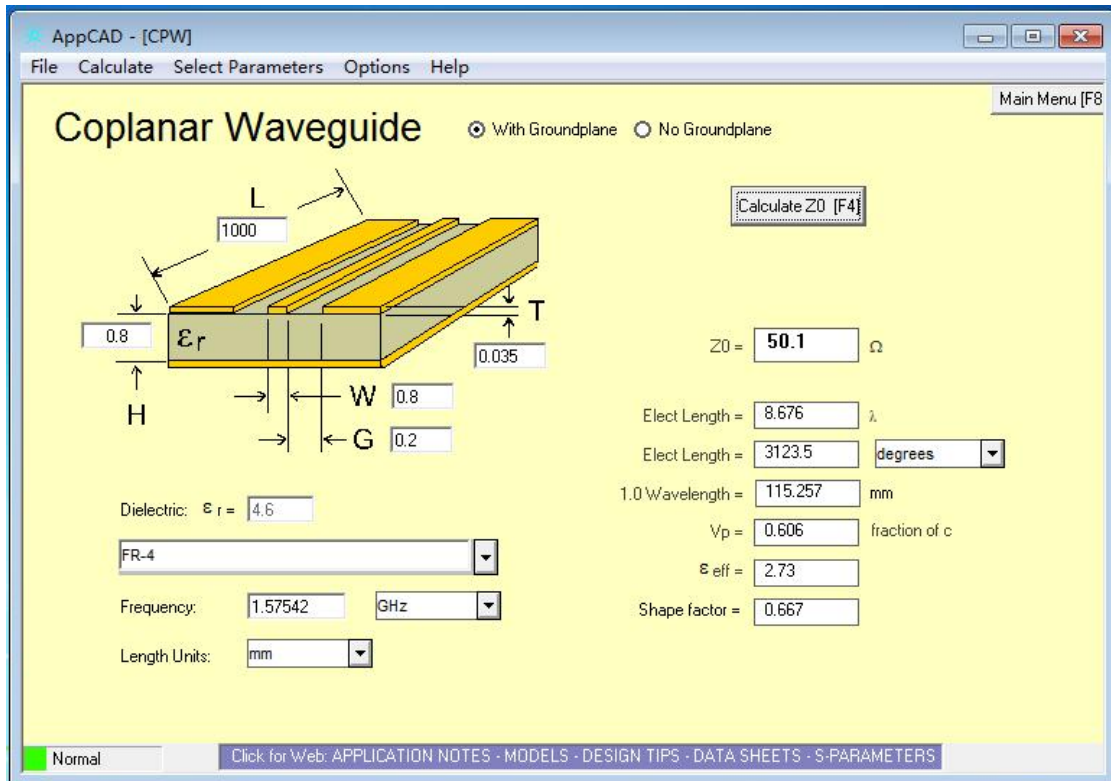 AppCAD - [CPW]
File Calculate Select Parameters Options Help
Main Menu [F8
Coplanar Waveguide
With Groundplane No Groundplane
L
1000
Calculate Z0 [F4]
0.8
εr
T
0.035
H
W 0.8
G 0.2
Z0 = 50.1 Ω
Elect Length = 8.676 λ
Elect Length = 3123.5 degrees
1.0 Wavelength = 115.257 mm
Vp = 0.606 fraction of c
ε eff = 2.73
Shape factor = 0.667
Dielectric: ε r = 4.6
FR-4
Frequency: 1.57542 GHz
Length Units: mm
Normal
Click for Web: APPLICATION NOTES - MODELS - DESIGN TIPS - DATA SHEETS - S-PARAMETERS